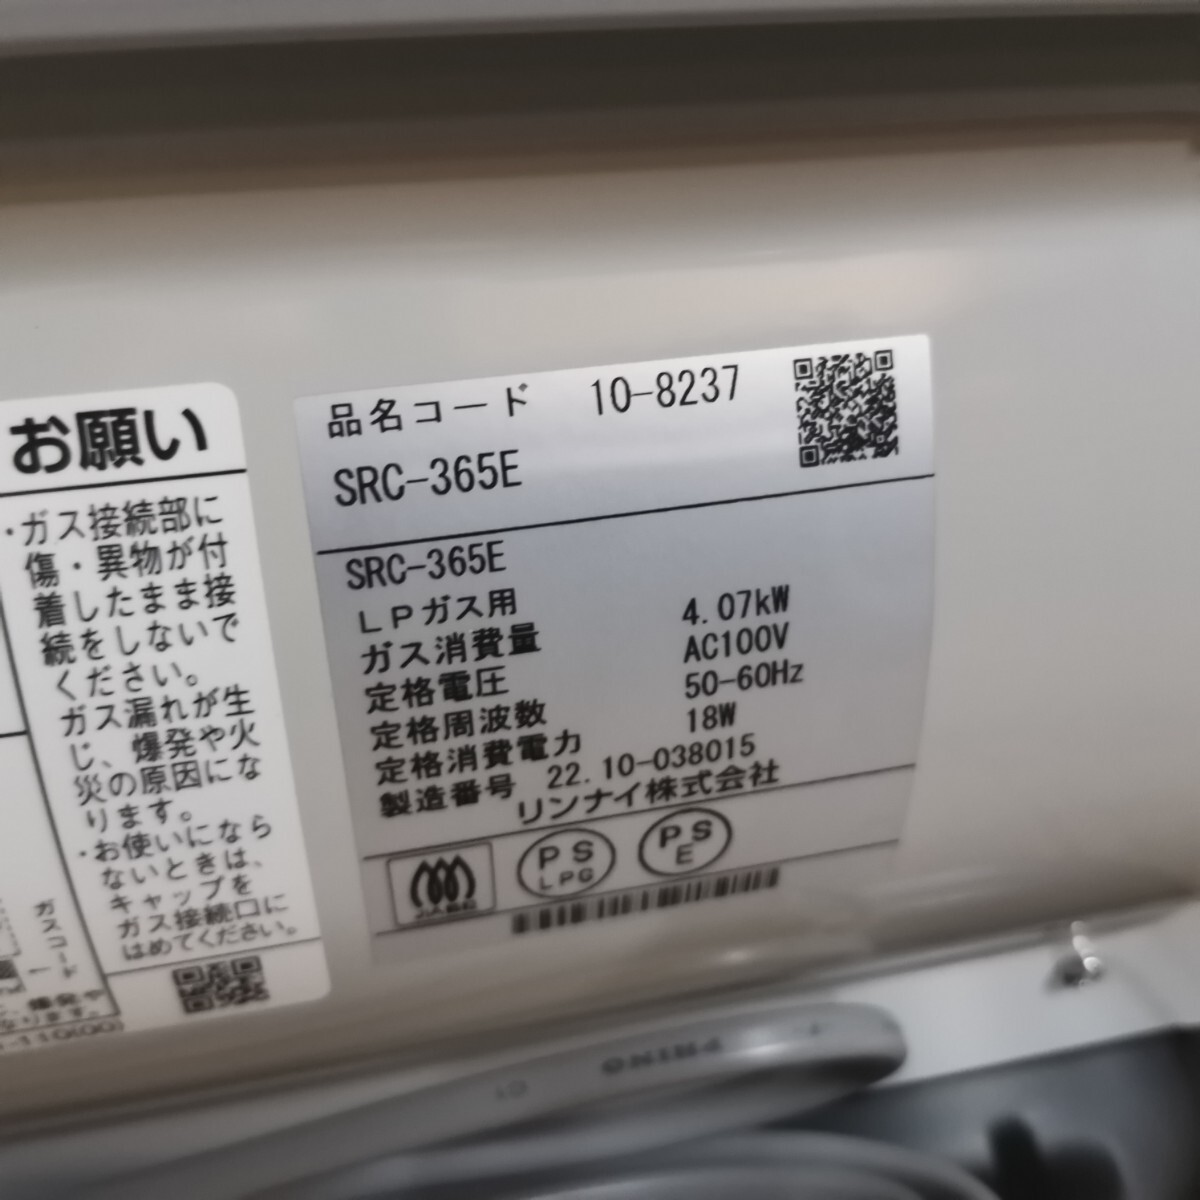 お願い
・ガス接続部に
傷・異物が付
着したまま接
続をしないで
ください。
ガス漏れが生
じ、爆発や火
災の原因にな
ります。
・お使いになら
ないときは、
キャップを
ガス接続口に
はめてください。
ガスコード
品名コード 10-8237
SRC-365E
SRC-365E
LPガス用
ガス消費量 4.07kW
定格電圧 AC100V
定格周波数 50-60Hz
定格消費電力 18W
製造番号 22.10-038015
リンナイ株式会社
PS
LPG
PS
E